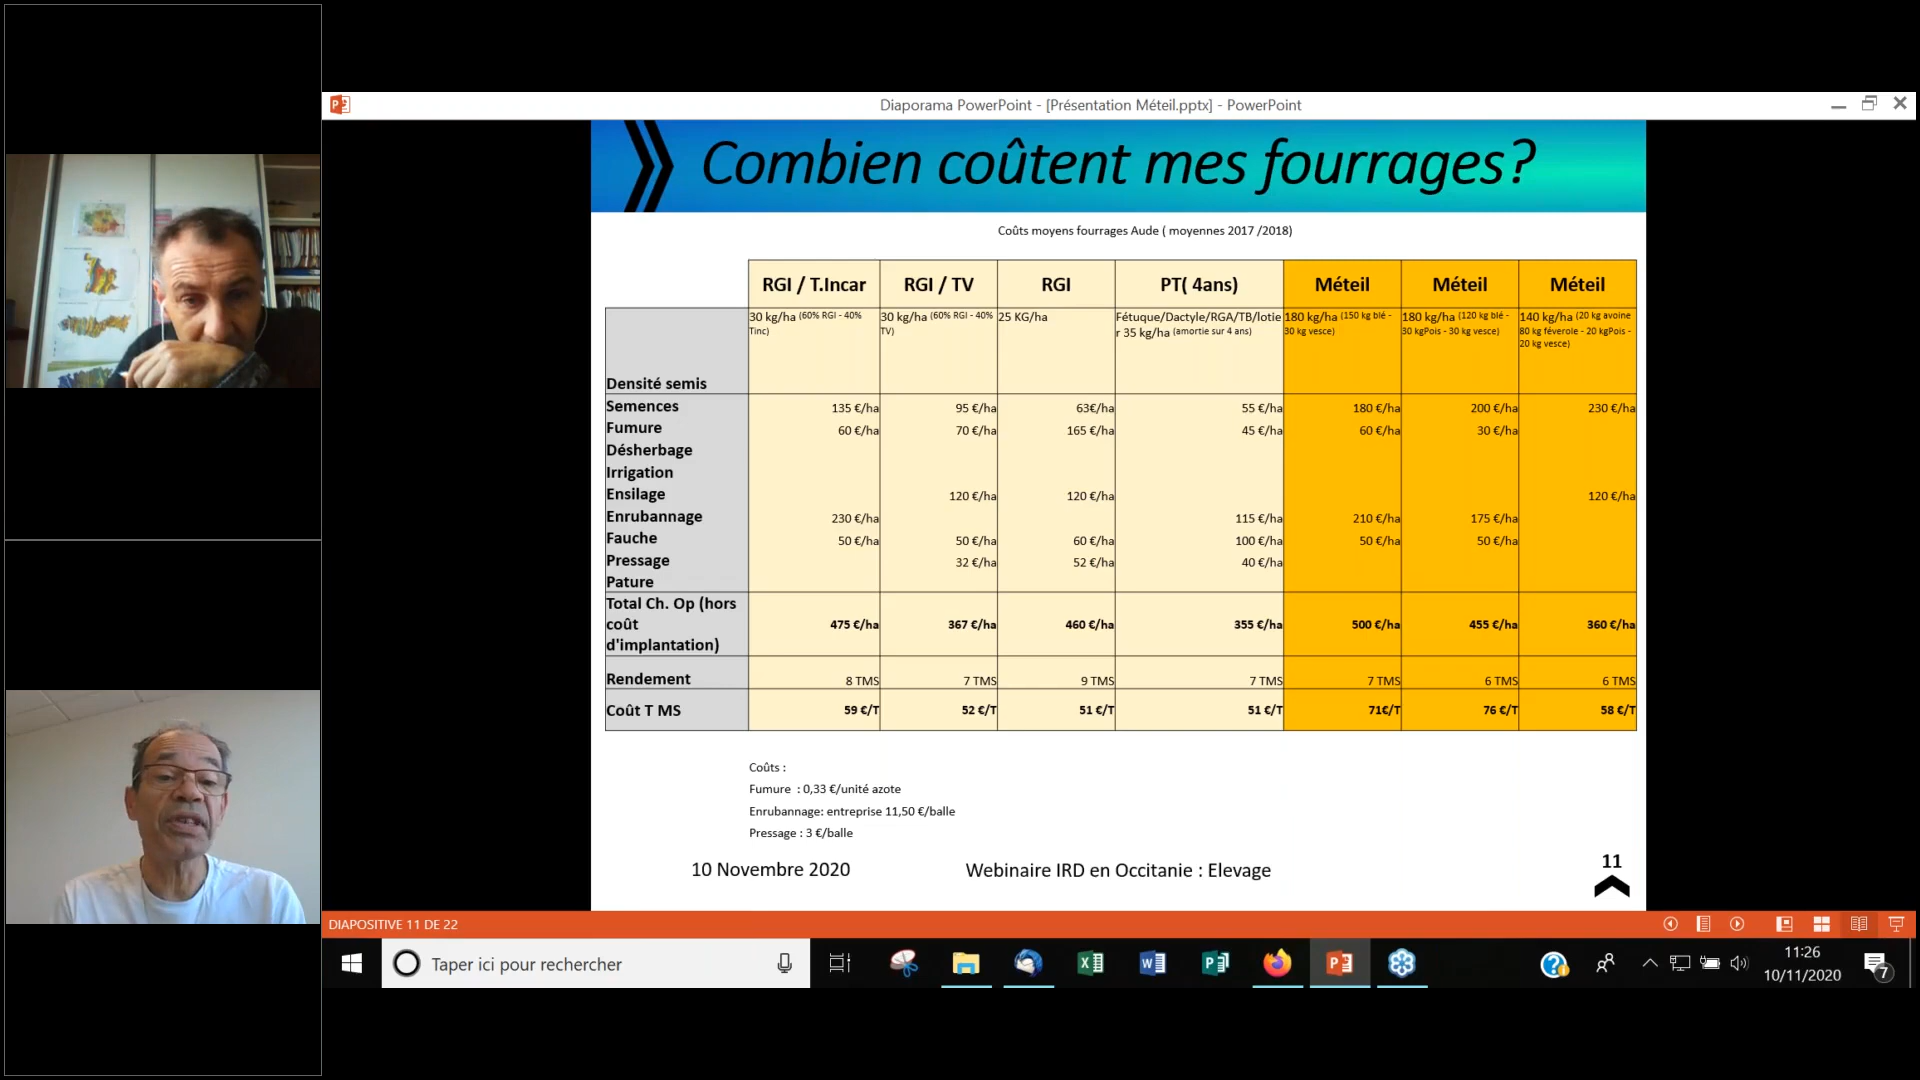 Diaporama PowerPoint - [Présentation Méteil.pptx] - PowerPoint
Combien coûtent mes fourrages?
Coûts moyens fourrages Aude ( moyennes 2017 /2018)
RGI / T.Incar RGI / TV RGI PT( 4ans) Méteil Méteil Méteil
Densité semis 30 kg/ha (60% RGI - 40% Tinc) 30 kg/ha (60% RGI - 40% TV) 25 KG/ha Fétuque/Dactyle/RGA/TB/lotier 35 kg/ha (amortie sur 4 ans) 180 kg/ha (150 kg blé - 30 kg vesce) 180 kg/ha (120 kg blé - 30 kgPois - 30 kg vesce) 140 kg/ha (20 kg avoine 80 kg féverole - 20 kgPois - 20 kg vesce)
Semences 135 €/ha 95 €/ha 63€/ha 55 €/ha 180 €/ha 200 €/ha 230 €/ha
Fumure 60 €/ha 70 €/ha 165 €/ha 45 €/ha 60 €/ha 30 €/ha
Désherbage
Irrigation
Ensilage 120 €/ha 120 €/ha 120 €/ha
Enrubannage 230 €/ha 115 €/ha 210 €/ha 175 €/ha
Fauche 50 €/ha 50 €/ha 60 €/ha 100 €/ha 50 €/ha 50 €/ha
Pressage 32 €/ha 52 €/ha 40 €/ha
Pature
Total Ch. Op (hors coût d'implantation) 475 €/ha 367 €/ha 460 €/ha 355 €/ha 500 €/ha 455 €/ha 360 €/ha
Rendement 8 TMS 7 TMS 9 TMS 7 TMS 7 TMS 6 TMS 6 TMS
Coût T MS 59 €/T 52 €/T 51 €/T 51 €/T 71€/T 76 €/T 58 €/T
Coûts :
Fumure : 0,33 €/unité azote
Enrubannage: entreprise 11,50 €/balle
Pressage : 3 €/balle
10 Novembre 2020 Webinaire IRD en Occitanie : Elevage 11
DIAPOSITIVE 11 DE 22
Taper ici pour rechercher
11:26
10/11/2020
7